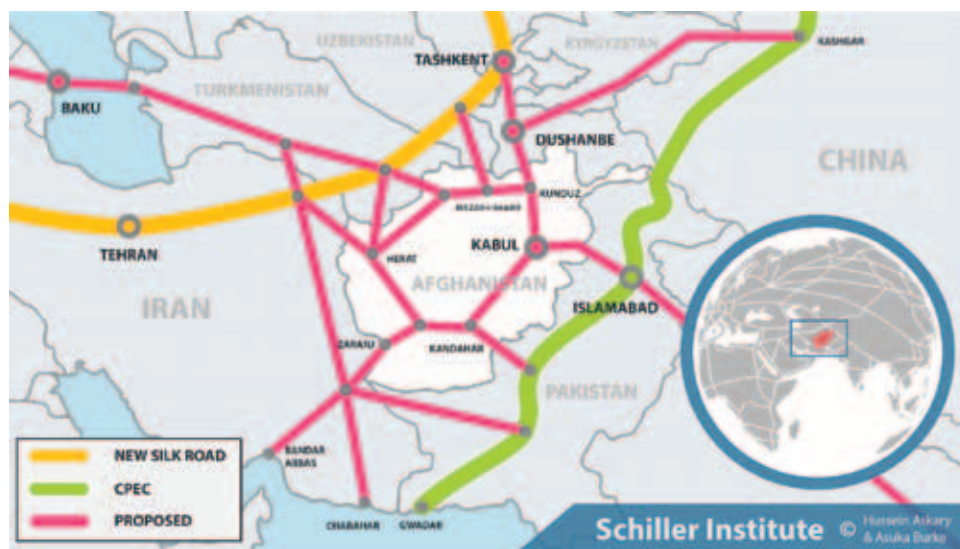 UZBEKISTAN
TASHKENT
KYRGYZSTAN
KASHGAR
BAKU
TURKMENISTAN
DUSHANBE
CHINA
KUNDUZ
MAZAR-I-SHARIF
TEHRAN
KABUL
HERAT
AFGHANISTAN
IRAN
ISLAMABAD
ZARANJ
KANDAHAR
PAKISTAN
NEW SILK ROAD
CPEC
PROPOSED
BANDAR
ABBAS
CHABAHAR
GWADAR
Schiller Institute © Hussein Askary
& Asuka Burke